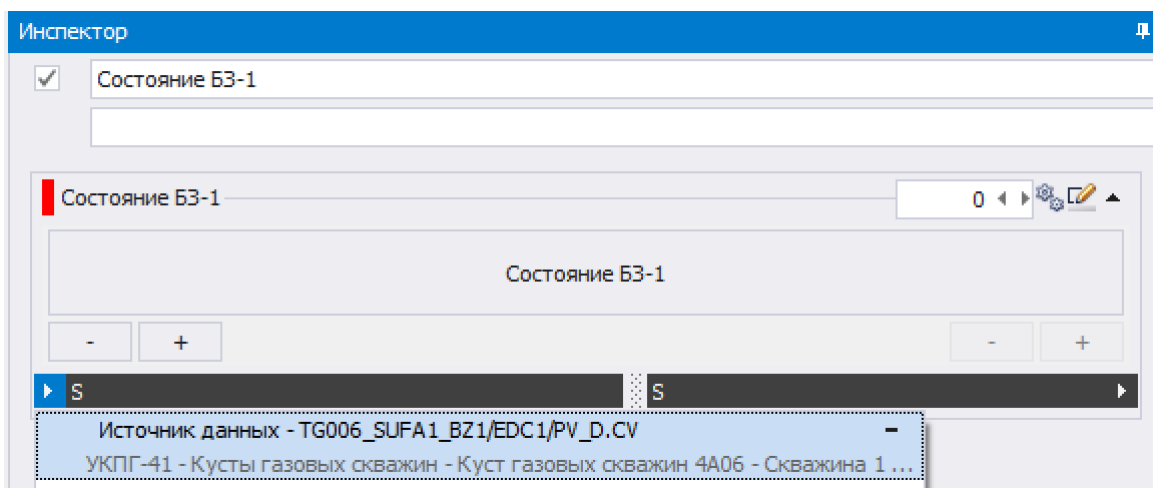 Инспектор
Состояние БЗ-1
Состояние БЗ-1
0
Состояние БЗ-1
- + - +
S S
Источник данных - TG006_SUFA1_BZ1/EDC1/PV_D.CV -
УКПГ-41 - Кусты газовых скважин - Куст газовых скважин 4А06 - Скважина 1 ...